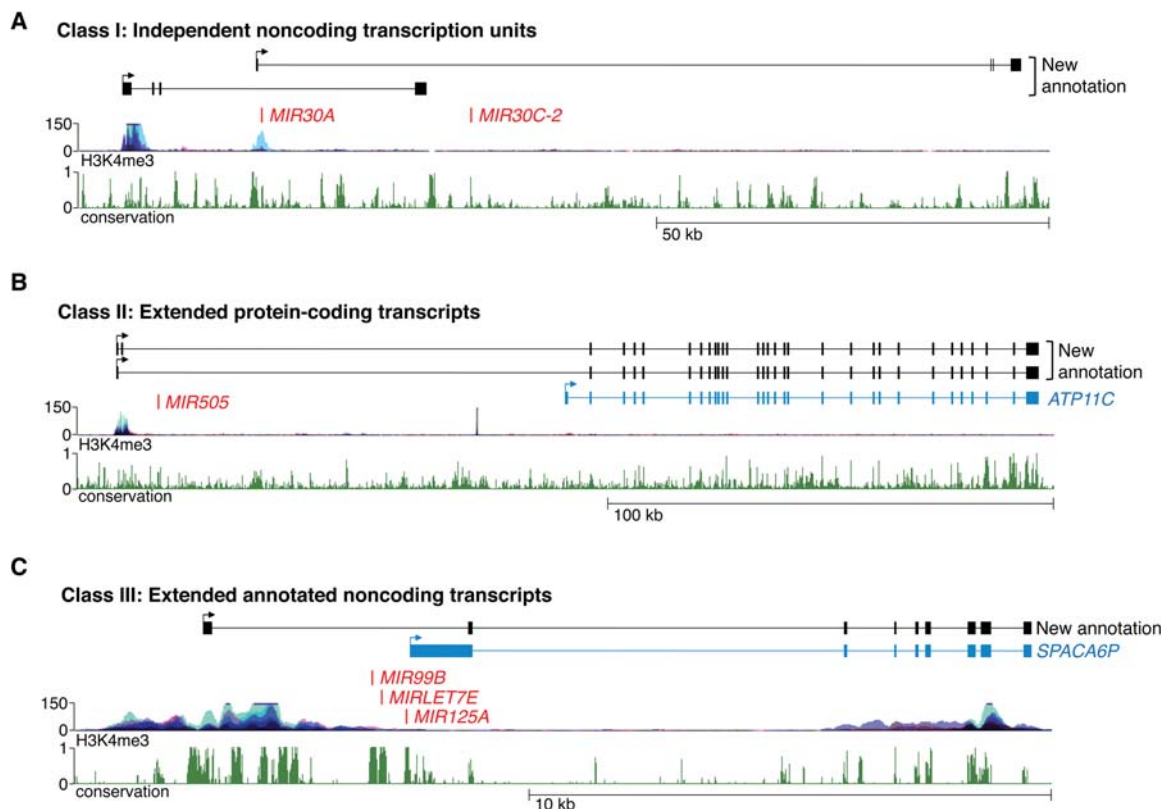 A
Class I: Independent noncoding transcription units
New
annotation
MIR30A
MIR30C-2
150
0
H3K4me3
1
0
conservation
50 kb
B
Class II: Extended protein-coding transcripts
New
annotation
ATP11C
MIR505
150
0
H3K4me3
1
0
conservation
100 kb
C
Class III: Extended annotated noncoding transcripts
New annotation
SPACA6P
MIR99B
MIRLET7E
MIR125A
150
0
H3K4me3
1
0
conservation
10 kb